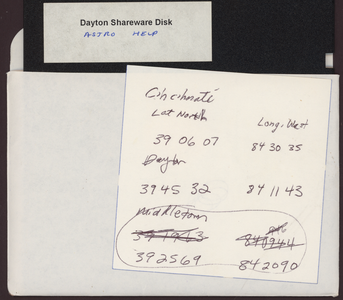 Dayton Shareware Disk
ASTRO HELP
Cincinnati
Lat North Long. West
39 06 07 84 30 35
Dayton
39 45 32 84 11 43
Middletown
392569 842090